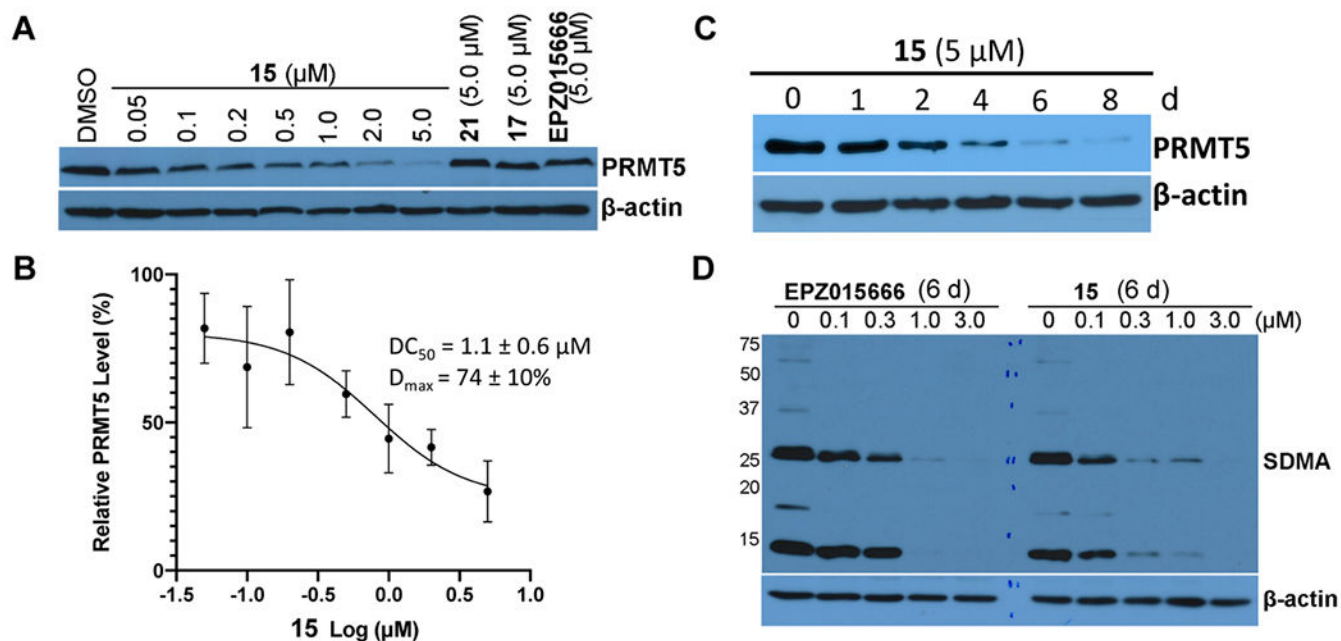 A
15 (µM)
DMSO
0.05
0.1
0.2
0.5
1.0
2.0
5.0
21 (5.0 µM)
17 (5.0 µM)
EPZ015666
(5.0 µM)
PRMT5
β-actin
B
Relative PRMT5 Level (%)
100
50
0
DC50 = 1.1 ± 0.6 µM
Dmax = 74 ± 10%
-1.5 -1.0 -0.5 0.0 0.5 1.0
15 Log (µM)
C
15 (5 µM)
0 1 2 4 6 8 d
PRMT5
β-actin
D
EPZ015666 (6 d) 15 (6 d)
0 0.1 0.3 1.0 3.0 0 0.1 0.3 1.0 3.0 (µM)
75
50
37
25
20
15
SDMA
β-actin